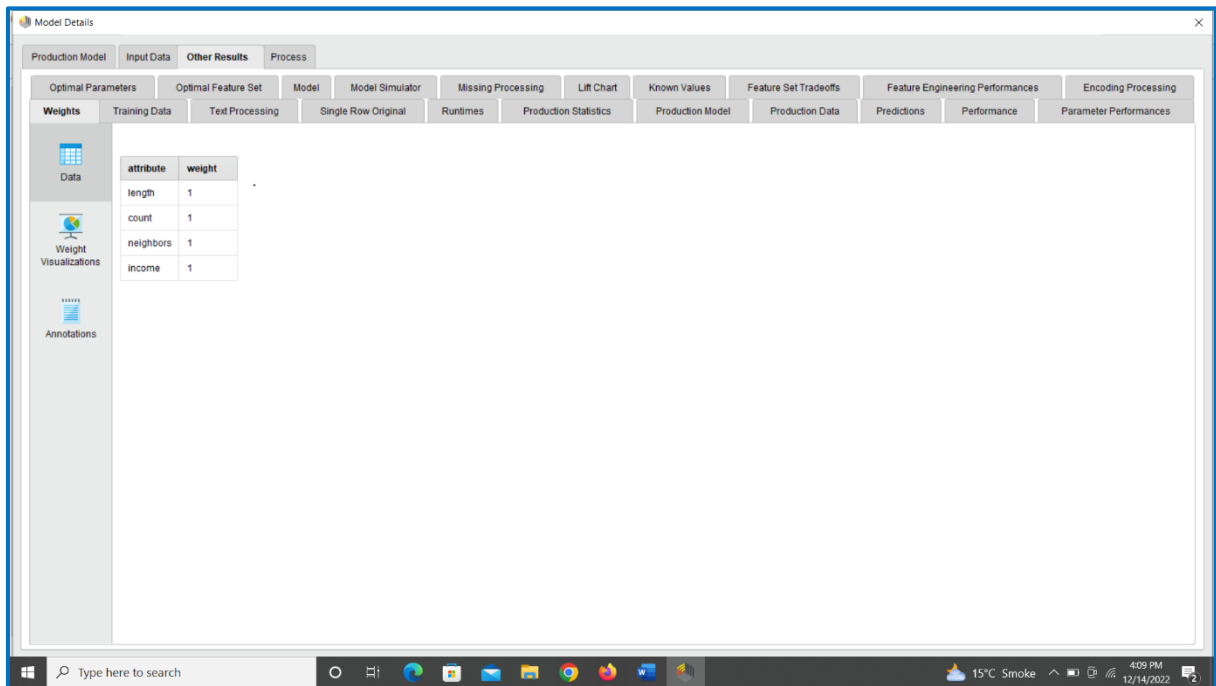 Model Details
Production Model Input Data Other Results Process
Optimal Parameters Optimal Feature Set Model Model Simulator Missing Processing Lift Chart Known Values Feature Set Tradeoffs Feature Engineering Performances Encoding Processing
Weights Training Data Text Processing Single Row Original Runtimes Production Statistics Production Model Production Data Predictions Performance Parameter Performances
Data
Weight
Visualizations
Annotations
attribute weight
length 1
count 1
neighbors 1
income 1
Type here to search
15°C Smoke
4:09 PM
12/14/2022
2